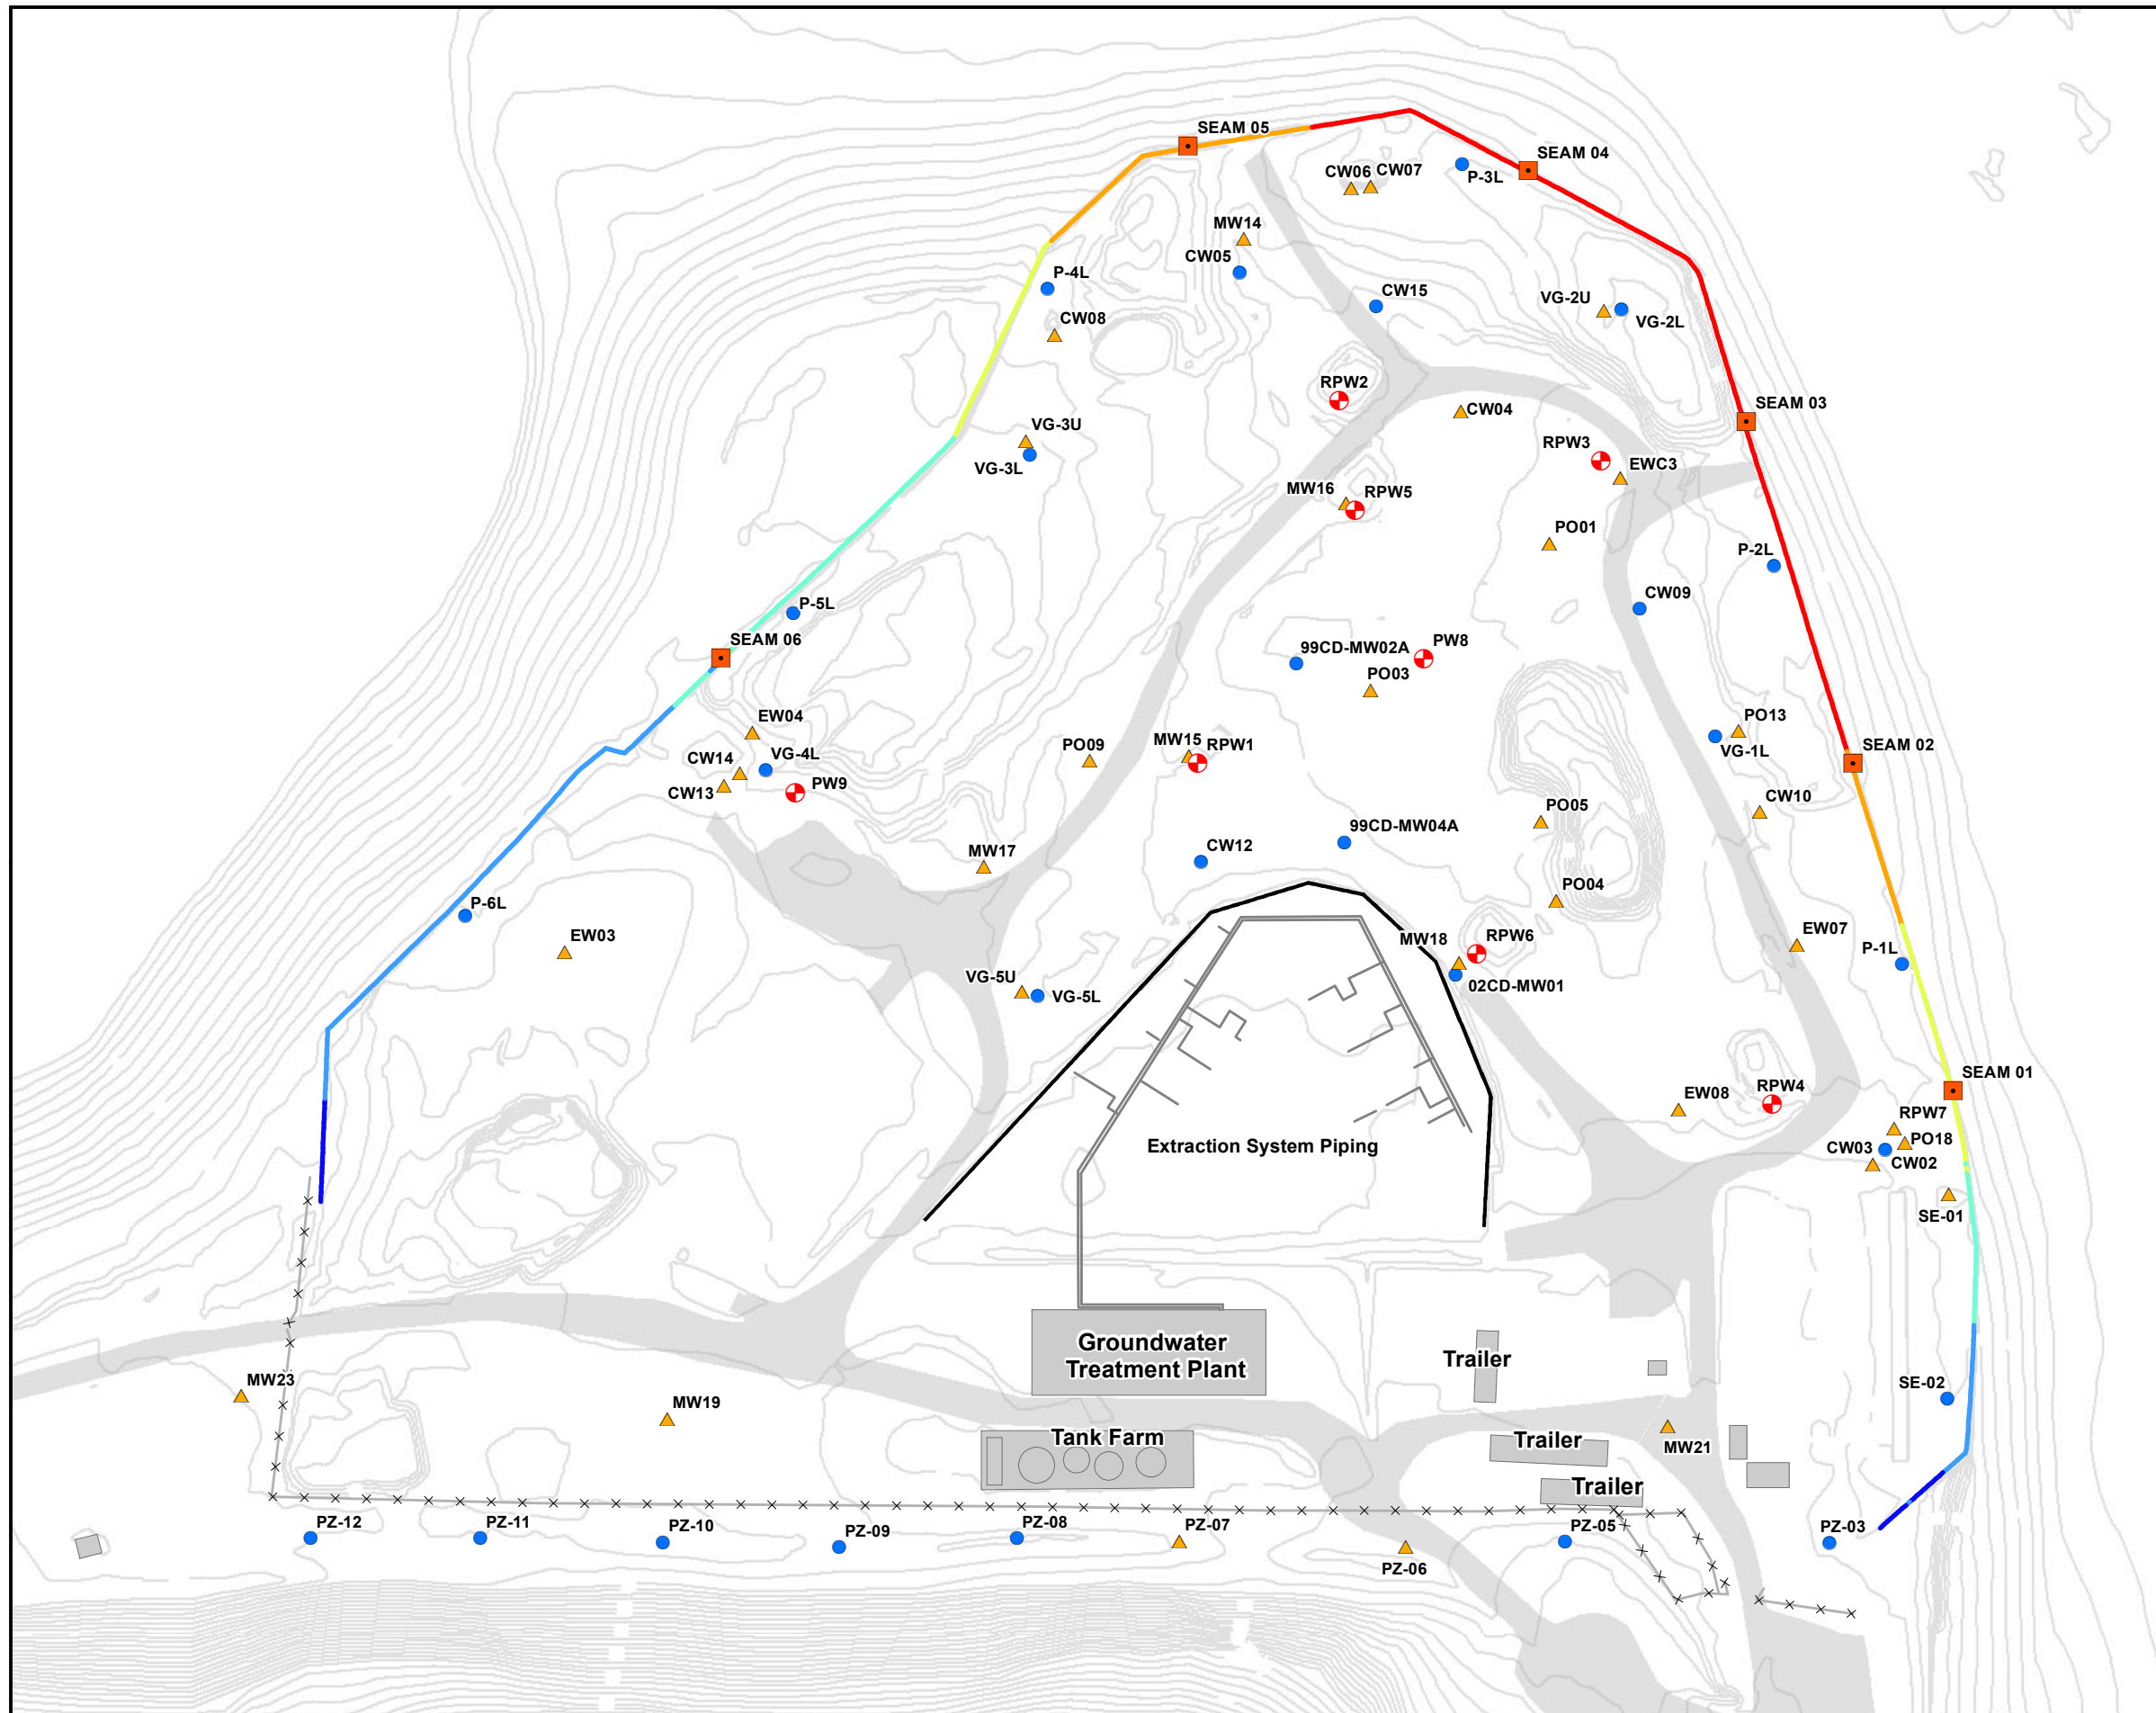 SEAM 05
SEAM 04
CW06
CW07
P-3L
MW14
CW05
P-4L
CW15
VG-2U
VG-2L
CW08
RPW2
SEAM 03
CW04
VG-3U
RPW3
VG-3L
EWC3
MW16
RPW5
PO01
P-2L
P-5L
CW09
SEAM 06
99CD-MW02A
PW8
PO03
EW04
PO13
MW15
RPW1
PO09
VG-1L
VG-4L
SEAM 02
CW14
PW9
CW13
CW10
PO05
99CD-MW04A
CW12
MW17
PO04
P-6L
EW03
EW07
RPW6
MW18
P-1L
VG-5U
VG-5L
02CD-MW01
SEAM 01
RPW4
EW08
RPW7
PO18
Extraction System Piping
CW03
CW02
SE-01
Groundwater
Treatment Plant
Trailer
MW23
SE-02
MW19
Tank Farm
Trailer
MW21
Trailer
PZ-12
PZ-11
PZ-10
PZ-09
PZ-08
PZ-07
PZ-06
PZ-05
PZ-03